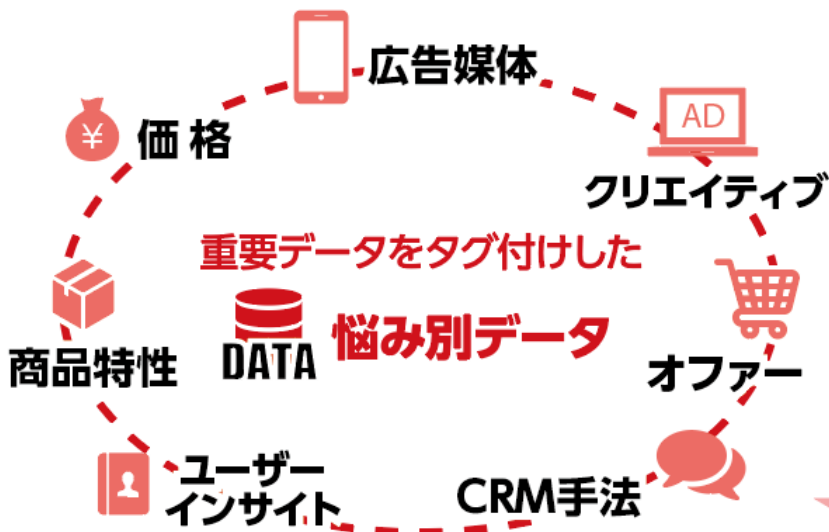 広告媒体
¥
価格
AD
クリエイティブ
重要データをタグ付けした
DATA
悩み別データ
商品特性
オファー
ユーザー
インサイト
CRM手法